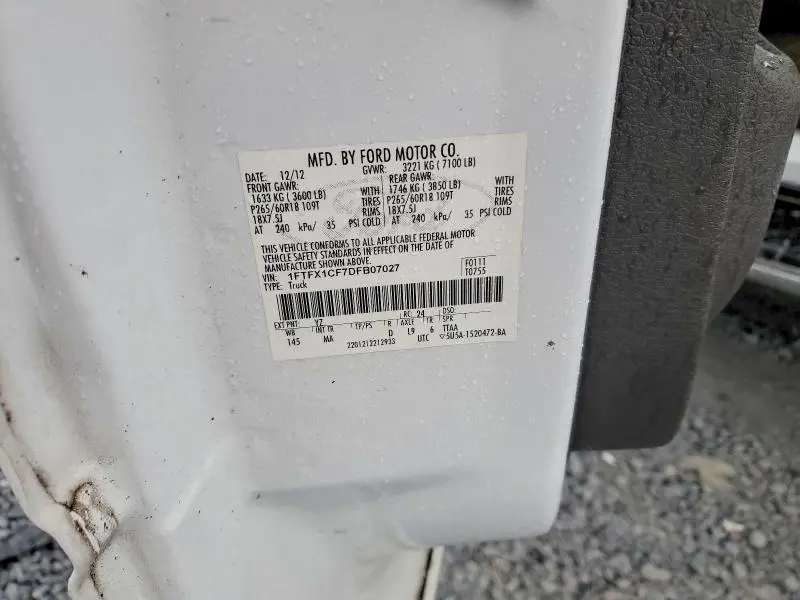 MFD. BY FORD MOTOR CO.
DATE: 12/12 GVWR: 3221 KG ( 7100 LB)
FRONT GAWR: REAR GAWR:
1633 KG ( 3600 LB) WITH 1746 KG ( 3850 LB) WITH
P265/60R18 109T TIRES P265/60R18 109T TIRES
18X7.5J RIMS 18X7.5J RIMS
AT 240 kPa/ 35 PSI COLD AT 240 kPa/ 35 PSI COLD
THIS VEHICLE CONFORMS TO ALL APPLICABLE FEDERAL MOTOR
VEHICLE SAFETY STANDARDS IN EFFECT ON THE DATE OF
MANUFACTURE SHOWN ABOVE.
VIN: 1FTFX1CF7DFB07027 F0111
TYPE: Truck T0755
EXT PNT: YZ RC: 24 DSO:
WB INT TR TP/PS R AXLE TR SPR
145 MA D L9 6 TTAA
2201212212933 UTC 5U5A-1520472-BA